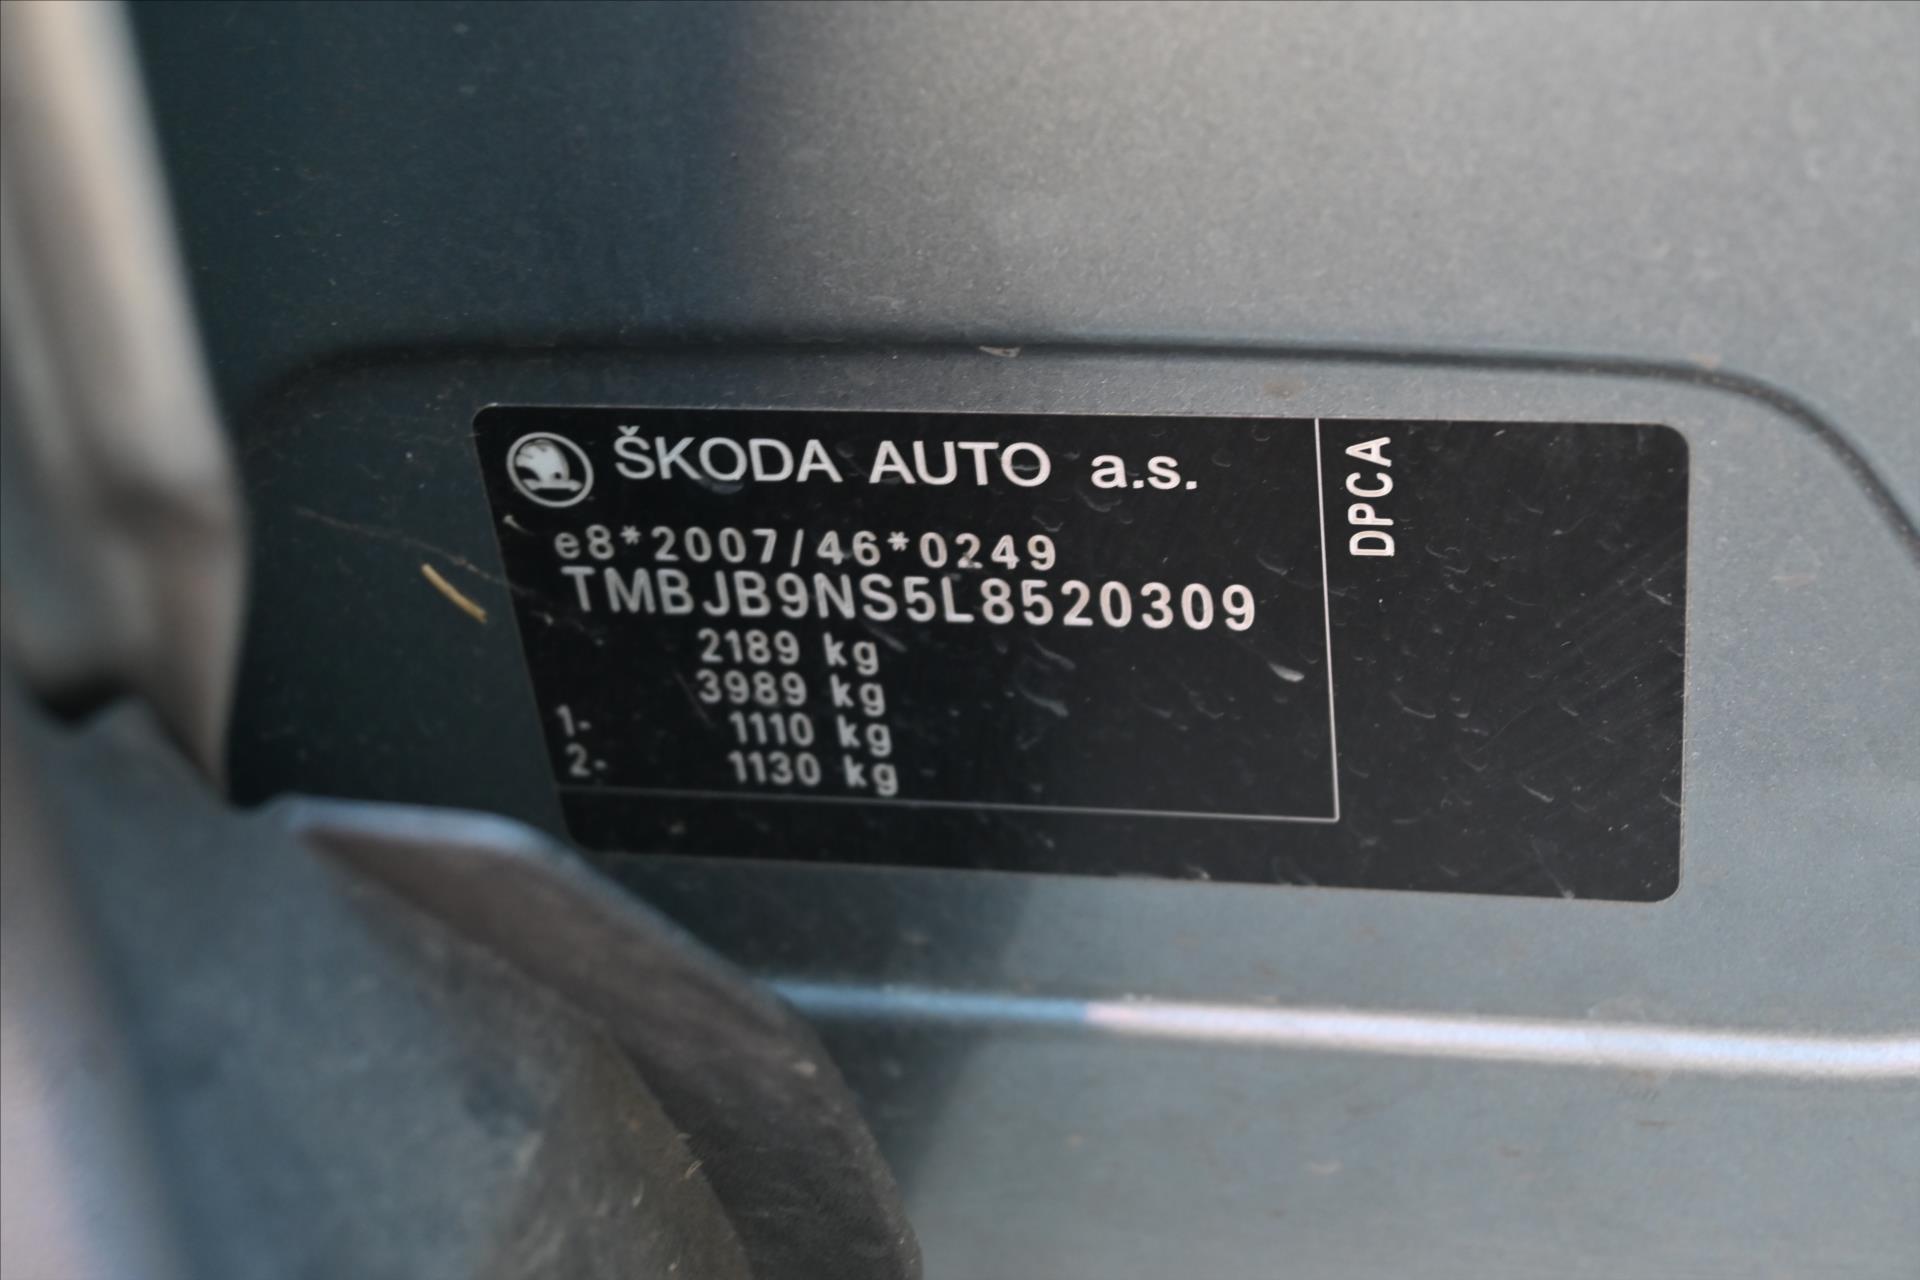 ŠKODA AUTO a.s.
e8*2007/46*0249
TMBJB9NS5L8520309
2189 kg
3989 kg
1- 1110 kg
2- 1130 kg
DPCA